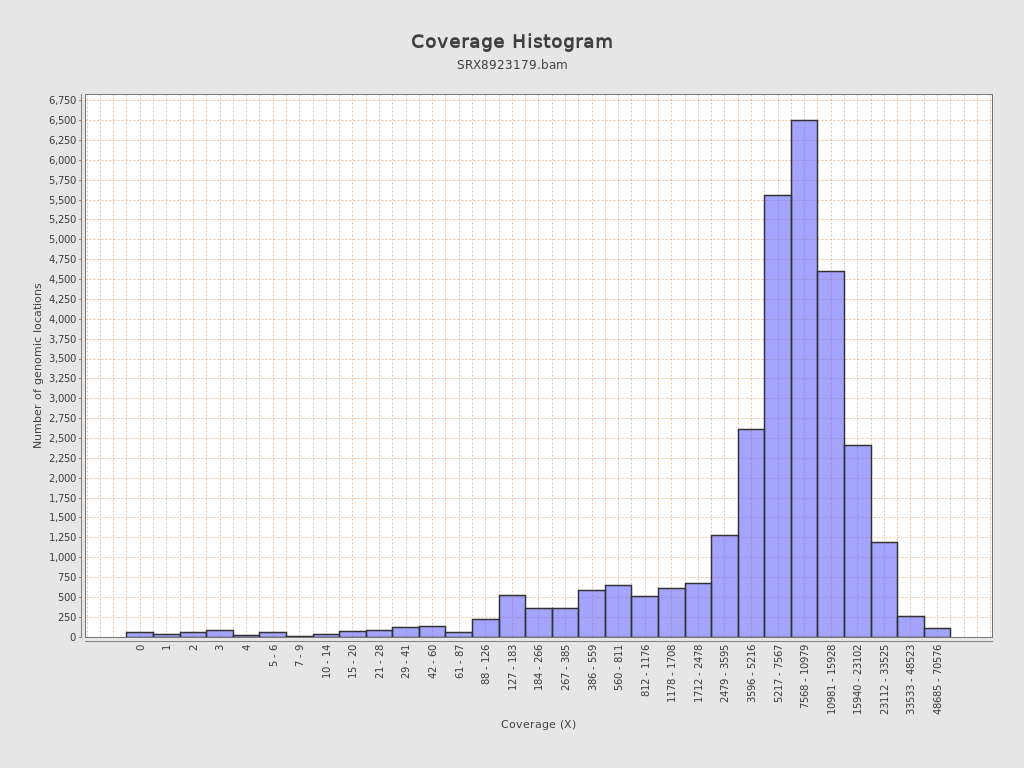 Coverage Histogram
SRX8923179.bam
6,750
6,500
6,250
6,000
5,750
5,500
5,250
5,000
4,750
4,500
4,250
4,000
3,750
3,500
3,250
3,000
2,750
2,500
2,250
2,000
1,750
1,500
1,250
1,000
750
500
250
0
Number of genomic locations
0
1
2
3
4
5 - 6
7 - 9
10 - 14
15 - 20
21 - 28
29 - 41
42 - 60
61 - 87
88 - 126
127 - 183
184 - 266
267 - 385
386 - 559
560 - 811
812 - 1176
1178 - 1708
1712 - 2478
2479 - 3595
3596 - 5216
5217 - 7567
7568 - 10979
10981 - 15928
15940 - 23102
23112 - 33525
33533 - 48523
48685 - 70576
Coverage (X)